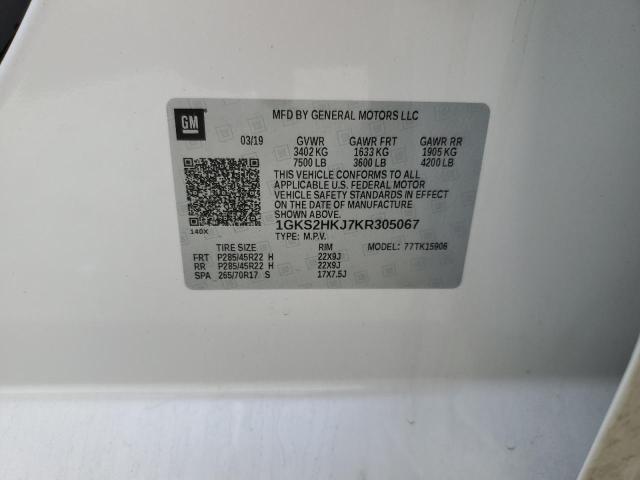 GM
MFD BY GENERAL MOTORS LLC
03/19 GVWR GAWR FRT GAWR RR
3402 KG 1633 KG 1905 KG
7500 LB 3600 LB 4200 LB
THIS VEHICLE CONFORMS TO ALL
APPLICABLE U.S. FEDERAL MOTOR
VEHICLE SAFETY STANDARDS IN EFFECT
ON THE DATE OF MANUFACTURE
SHOWN ABOVE.
1GKS2HKJ7KR305067
140X
TYPE: M.P.V. MODEL: 77TK15906
TIRE SIZE RIM
FRT P285/45R22 H 22X9J
RR P285/45R22 H 22X9J
SPA 265/70R17 S 17X7.5J